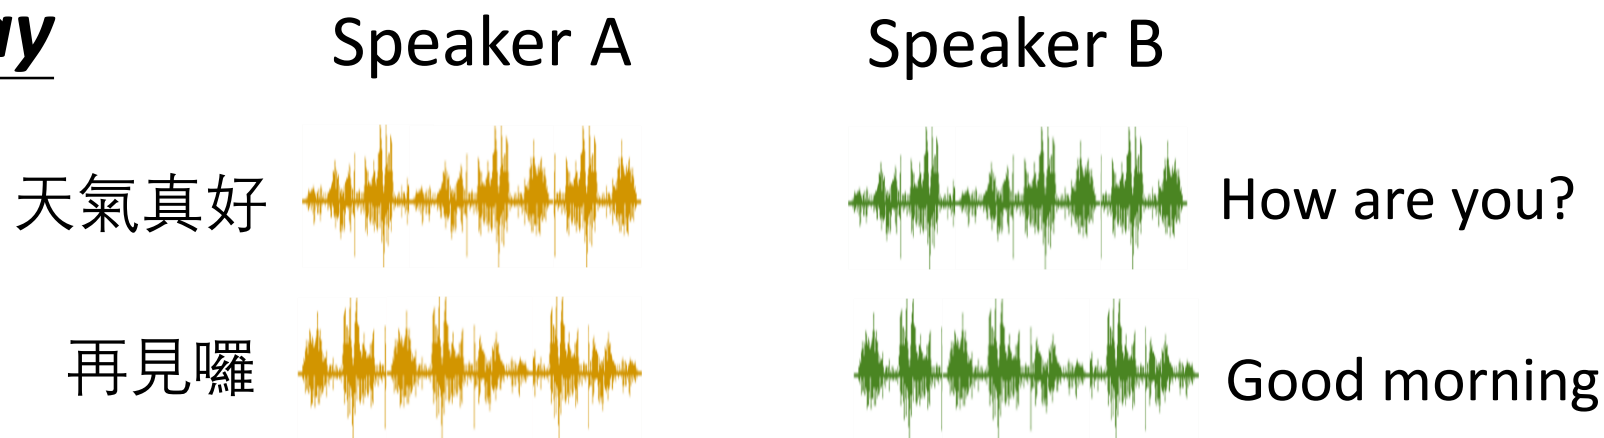 Speaker A
Speaker B
天氣真好
How are you?
再見囉
Good morning